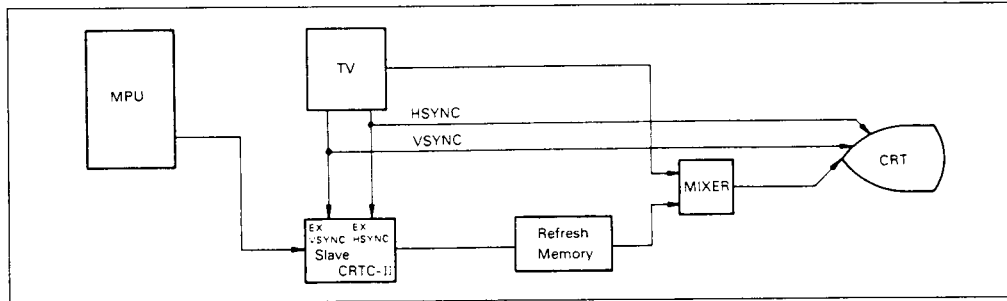 TV
MPU
HSYNC
VSYNC
CRT
MIXER
EX EX
VSYNC HSYNC
Slave
CRTC-II
Refresh
Memory